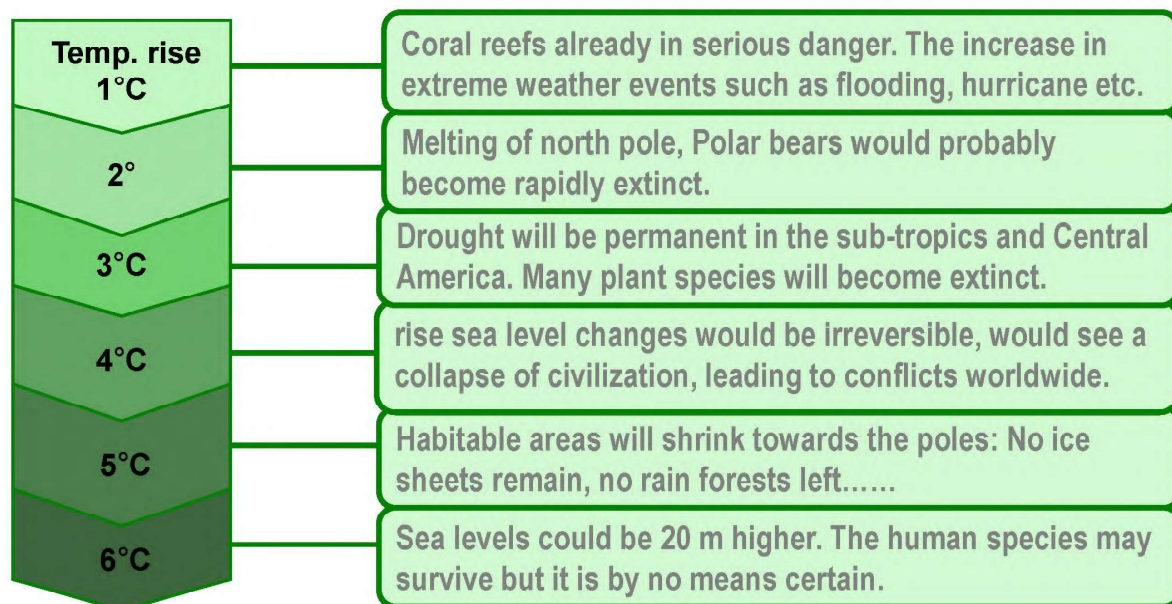 Temp. rise
1°C
Coral reefs already in serious danger. The increase in
extreme weather events such as flooding, hurricane etc.
2°
Melting of north pole, Polar bears would probably
become rapidly extinct.
3°C
Drought will be permanent in the sub-tropics and Central
America. Many plant species will become extinct.
4°C
rise sea level changes would be irreversible, would see a
collapse of civilization, leading to conflicts worldwide.
5°C
Habitable areas will shrink towards the poles: No ice
sheets remain, no rain forests left......
6°C
Sea levels could be 20 m higher. The human species may
survive but it is by no means certain.